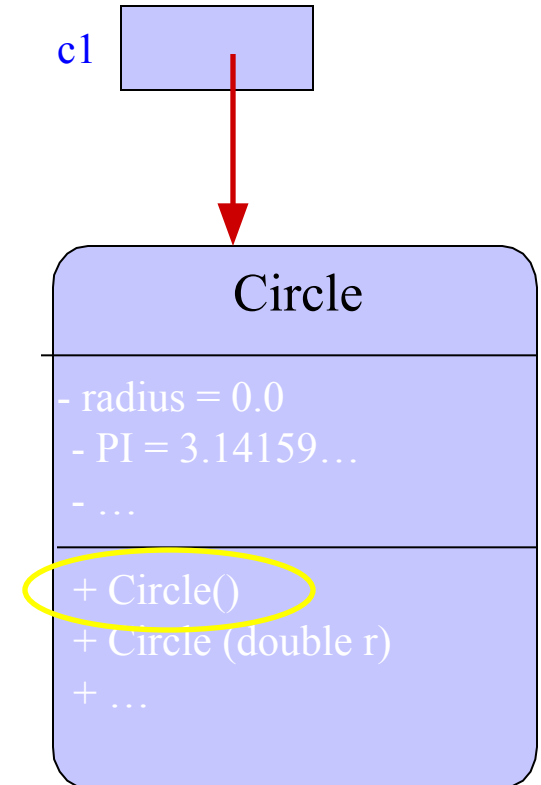 c1
Circle
- radius = 0.0
- PI = 3.14159…
- …
+ Circle()
+ Circle (double r)
+ …